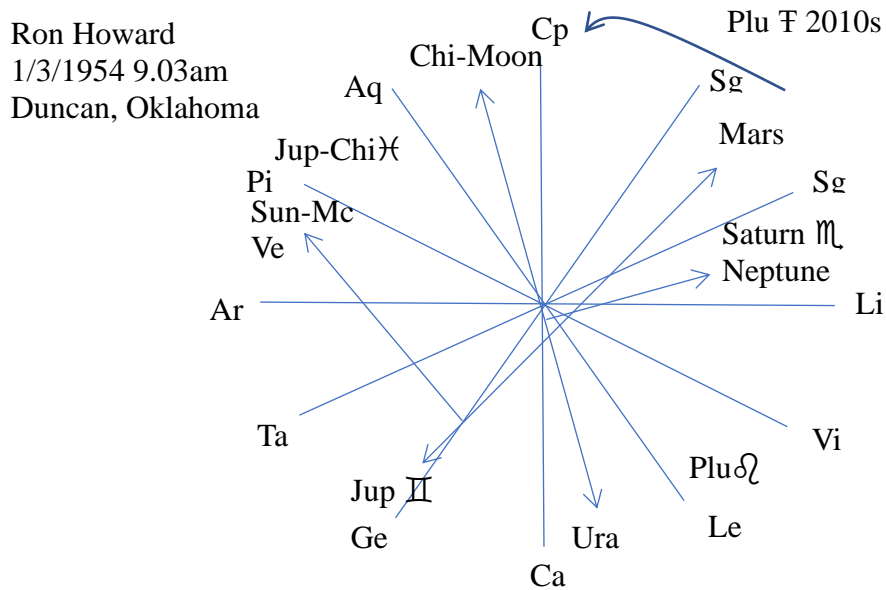 Ron Howard
1/3/1954 9.03am
Duncan, Oklahoma
Cp
Plu Ŧ 2010s
Chi-Moon
Aq
Sg
Mars
Jup-Chi♓
Pi
Sg
Sun-Mc
Ve
Saturn ♏
Neptune
Ar
Li
Ta
Vi
Plu♌
Jup ♊
Ge
Ura
Le
Ca